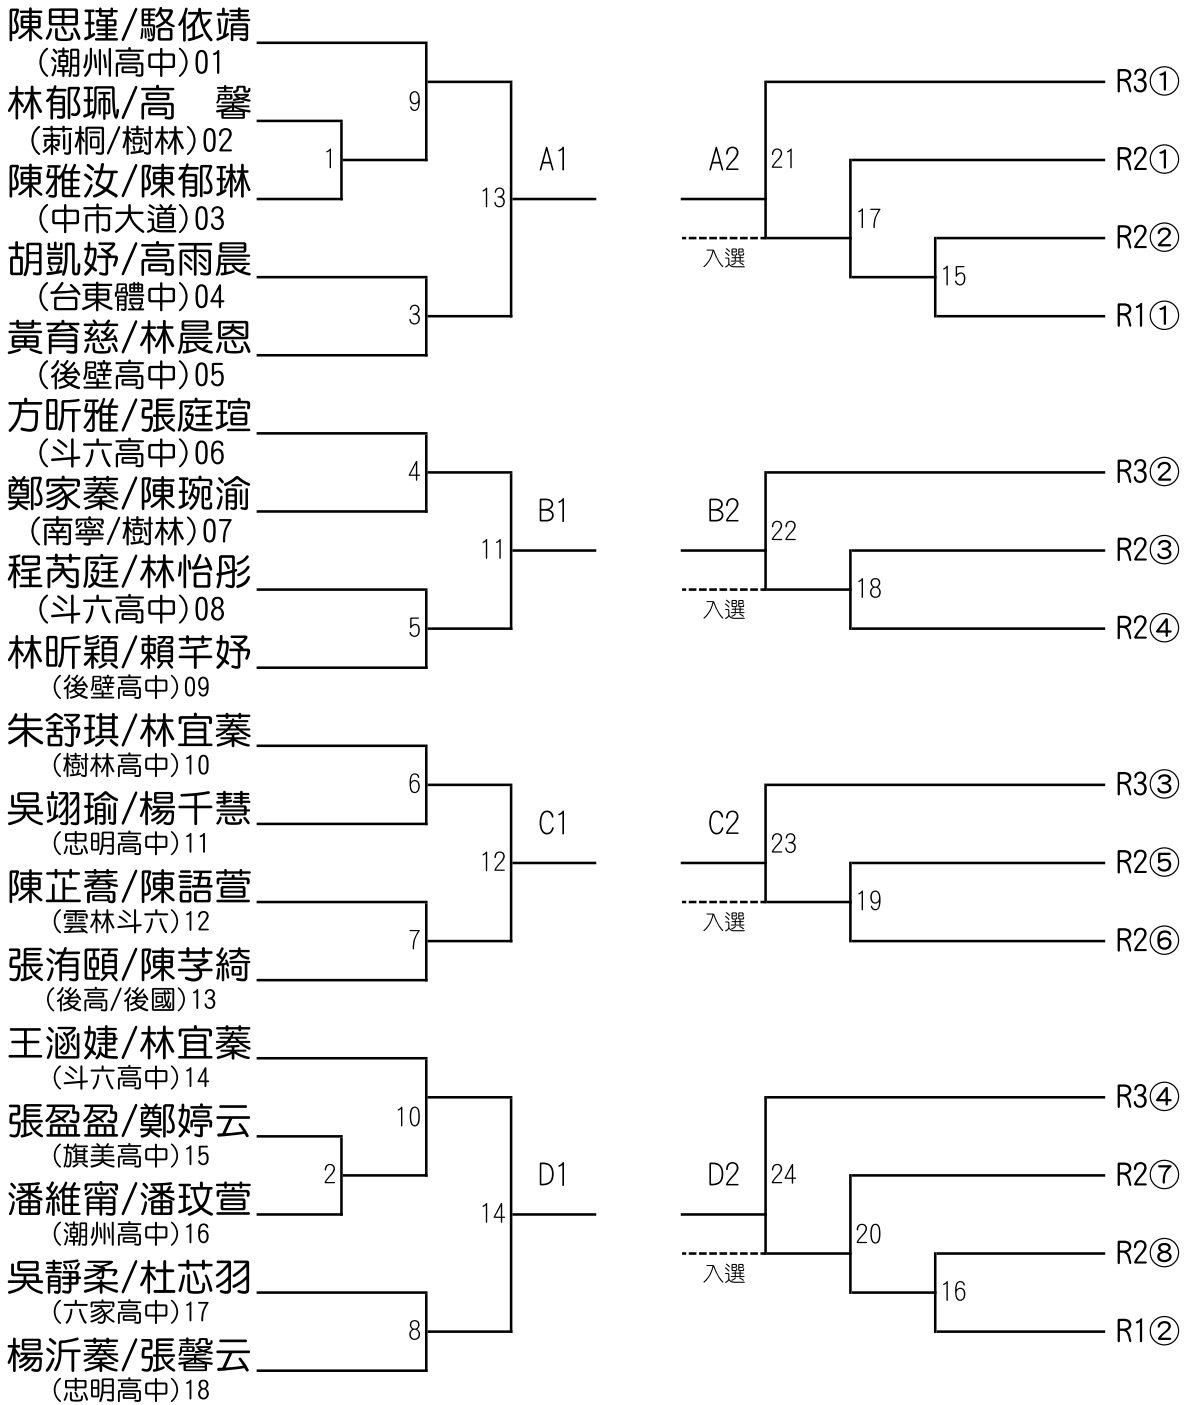 陳思瑾/駱依靖
(潮州高中)01
林郁珮/高　馨
(莿桐/樹林)02
陳雅汝/陳郁琳
(中市大道)03
胡凱妤/高雨晨
(台東體中)04
黃育慈/林晨恩
(後壁高中)05
方昕雅/張庭瑄
(斗六高中)06
鄭家蓁/陳琬渝
(南寧/樹林)07
程芮庭/林怡彤
(斗六高中)08
林昕穎/賴芊妤
(後壁高中)09
朱舒琪/林宜蓁
(樹林高中)10
吳翊瑜/楊千慧
(忠明高中)11
陳芷蕎/陳語萱
(雲林斗六)12
張洧頤/陳芓綺
(後高/後國)13
王涵婕/林宜蓁
(斗六高中)14
張盈盈/鄭婷云
(旗美高中)15
潘維甯/潘玟萱
(潮州高中)16
吳靜柔/杜芯羽
(六家高中)17
楊沂蓁/張馨云
(忠明高中)18
1
2
9
3
4
5
6
7
10
8
13
11
12
14
A1
B1
C1
D1
A2
21
入選
17
15
R3①
R2①
R2②
R1①
B2
22
入選
18
R3②
R2③
R2④
C2
23
入選
19
R3③
R2⑤
R2⑥
D2
24
入選
20
16
R3④
R2⑦
R2⑧
R1②